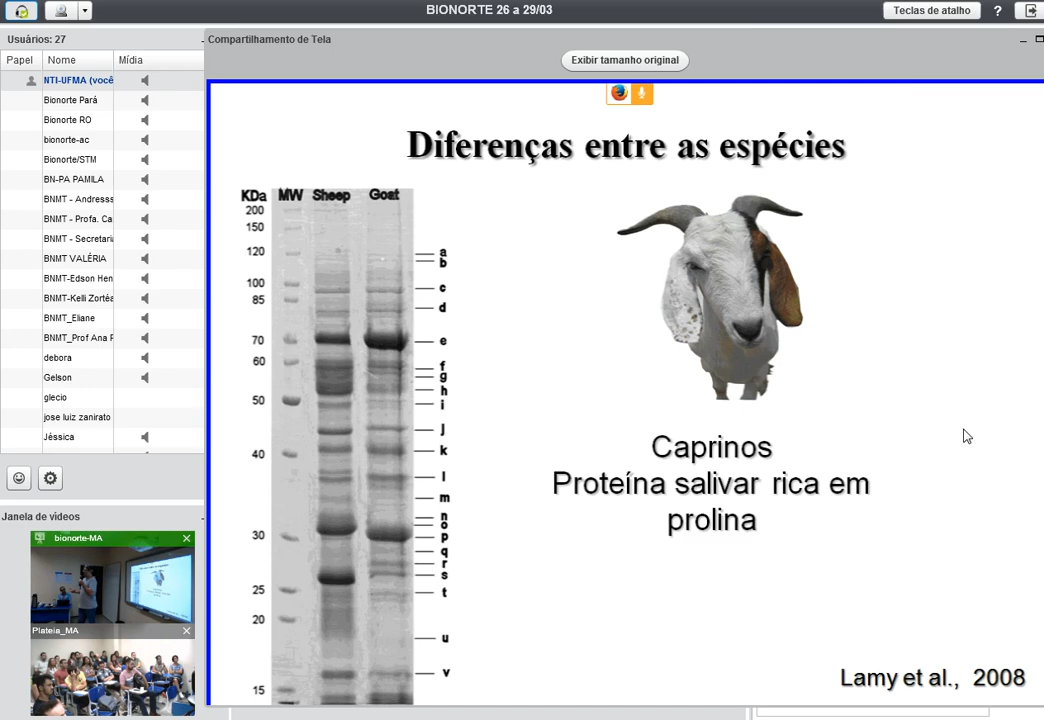 BIONORTE 26 a 29/03
Teclas de atalho
?
Usuários: 27
Compartilhamento de Tela
Papel Nome Mídia
Exibir tamanho original
NTI-UFMA (você
Bionorte Pará
Bionorte RO
bionorte-ac
Bionorte/STM
BN-PA PAMILA
BNMT - Andresss
BNMT - Profa. Ca
BNMT - Secretari
BNMT VALÉRIA
BNMT-Edson Hen
BNMT-Kelli Zortéa
BNMT_Eliane
BNMT_Prof Ana P
debora
Gelson
glecio
jose luiz zanirato
Jéssica
Janela de videos
bionorte-MA
Plateia_MA
Diferenças entre as espécies
KDa MW Sheep Goat
200
150
120
100
85
70
60
50
40
30
25
20
15
a
b
c
d
e
f
g
h
i
j
k
l
m
n
o
p
q
r
s
t
u
v
Caprinos
Proteína salivar rica em
prolina
Lamy et al., 2008